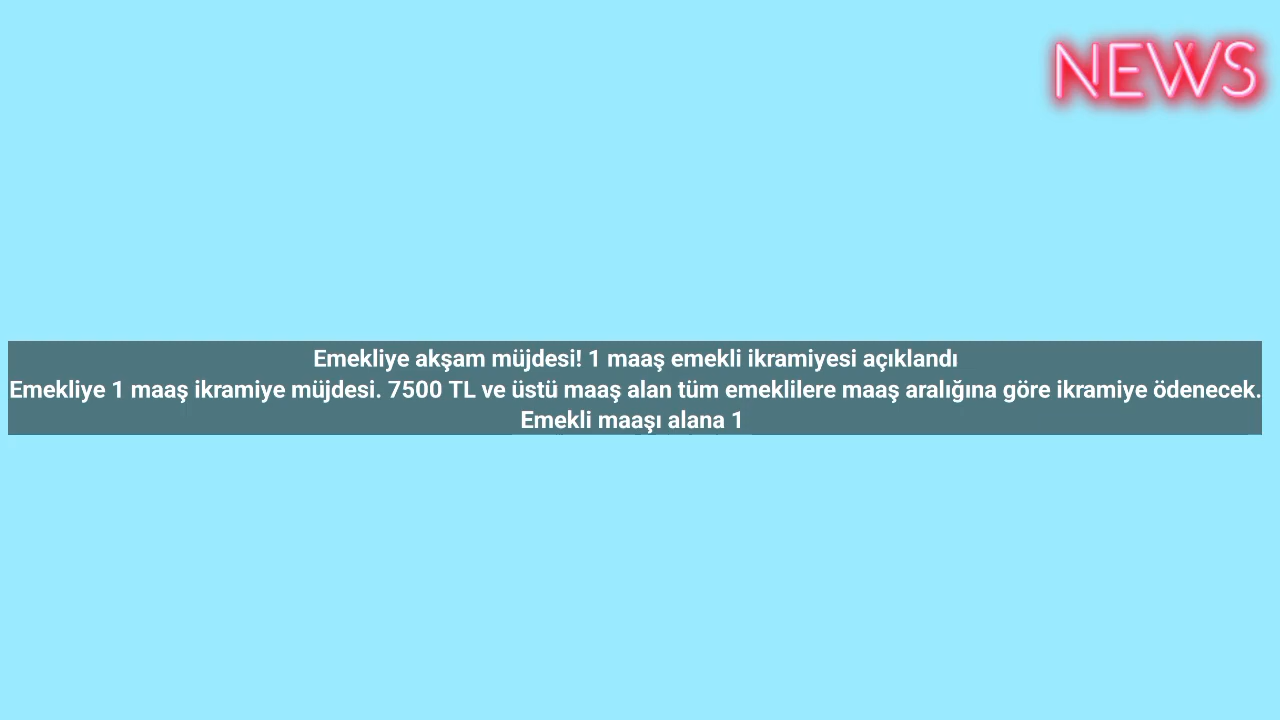 NEWS
Emekliye akşam müjdesi! 1 maaş emekli ikramiyesi açıklandı
Emekliye 1 maaş ikramiye müjdesi. 7500 TL ve üstü maaş alan tüm emeklilere maaş aralığına göre ikramiye ödenecek.
Emekli maaşı alana 1